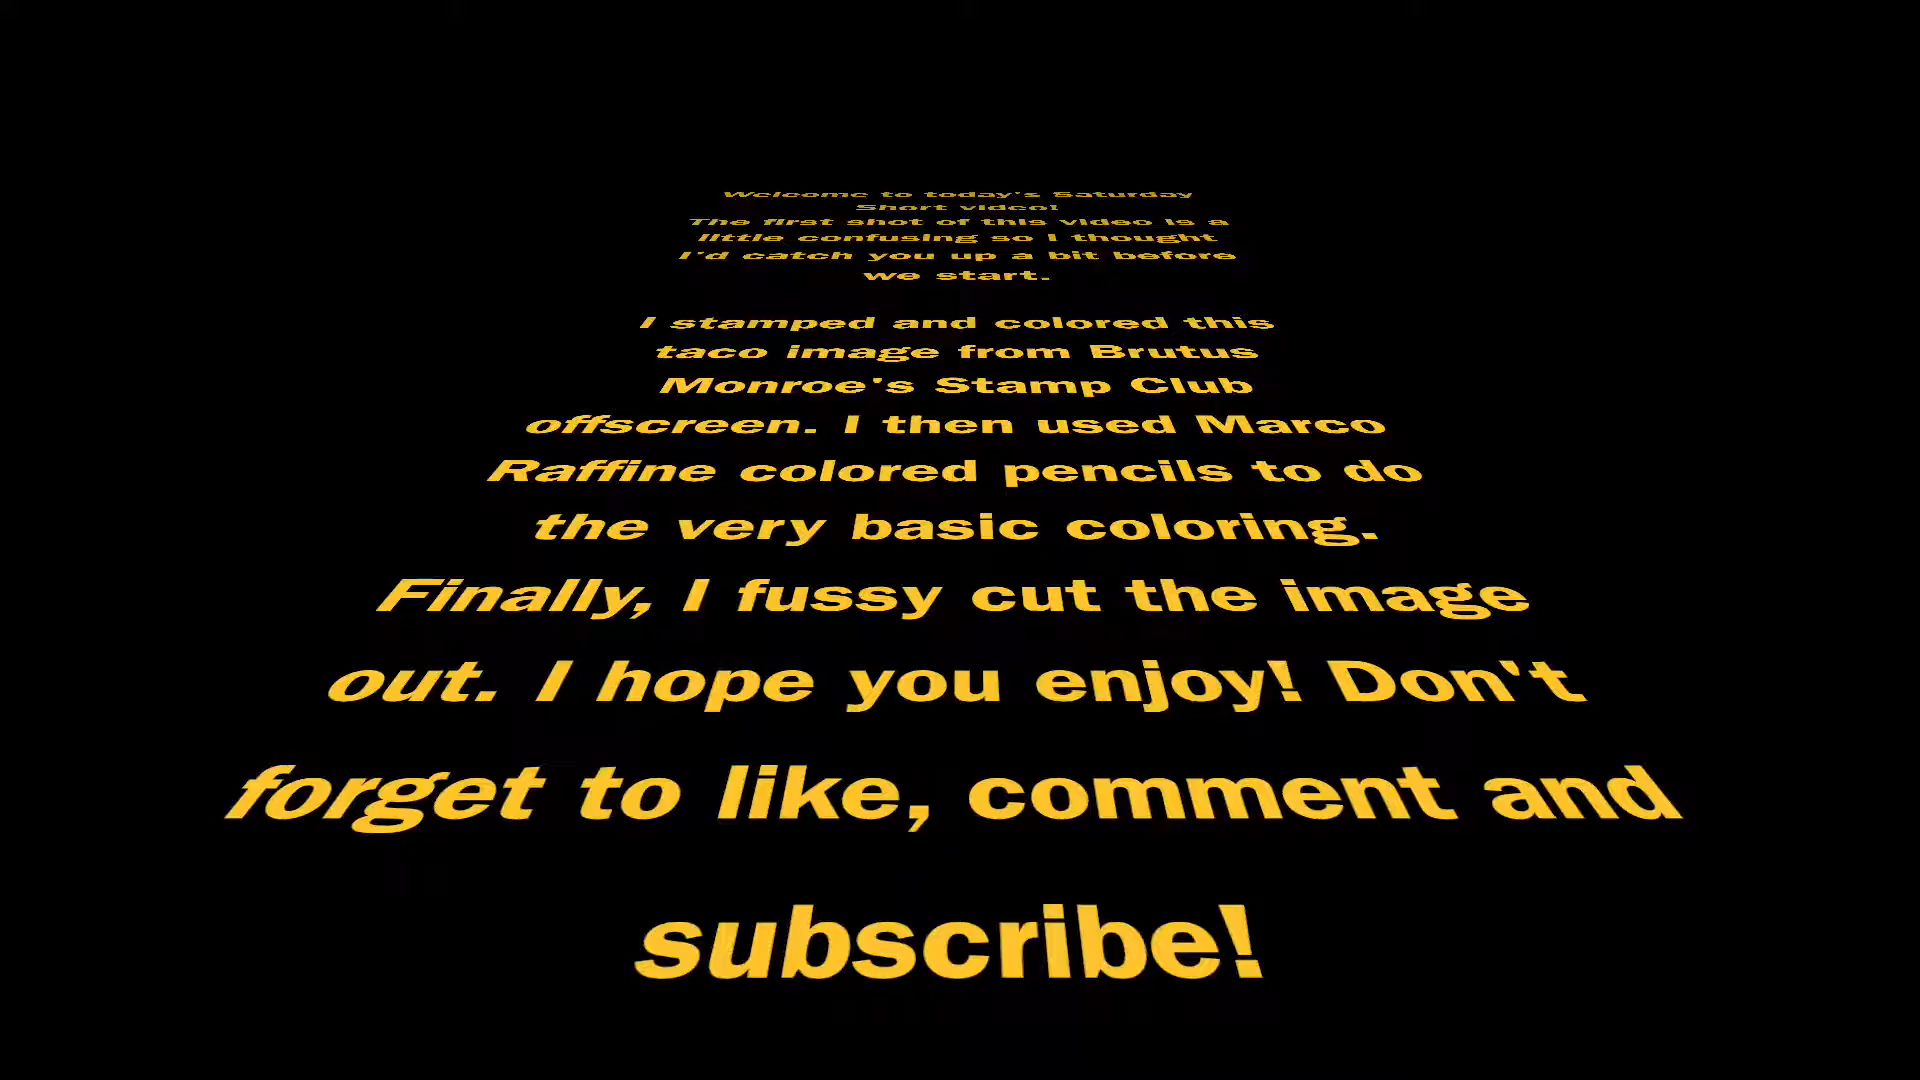 Welcome to today's Saturday
Short video!
The first shot of this video is a
little confusing so I thought
I'd catch you up a bit before
we start.
I stamped and colored this
taco image from Brutus
Monroe's Stamp Club
offscreen. I then used Marco
Raffine colored pencils to do
the very basic coloring.
Finally, I fussy cut the image
out. I hope you enjoy! Don't
forget to like, comment and
subscribe!